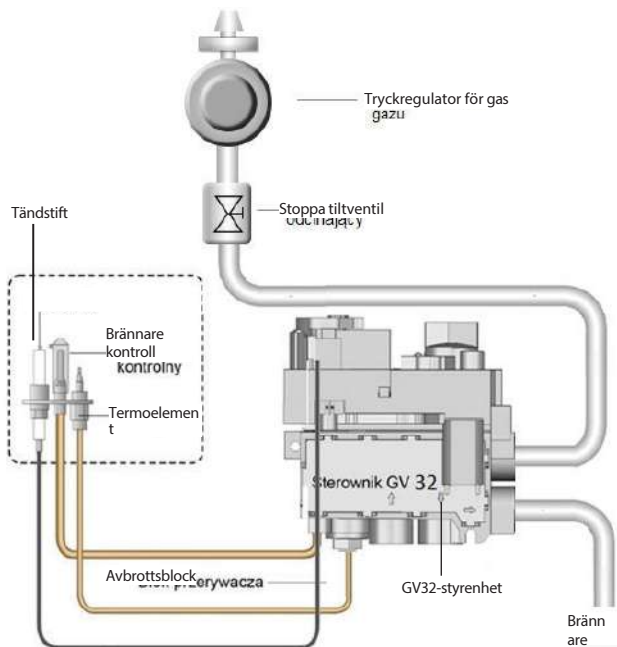 Tryckregulator för gas
gazu
Stoppa tiltventil
odcinający
Tändstift
Brännare
kontroll
kontrolny
Termoelemen
t
Sterownik GV 32
Avbrottsblock
przerywacza
GV32-styrenhet
Bränn
are